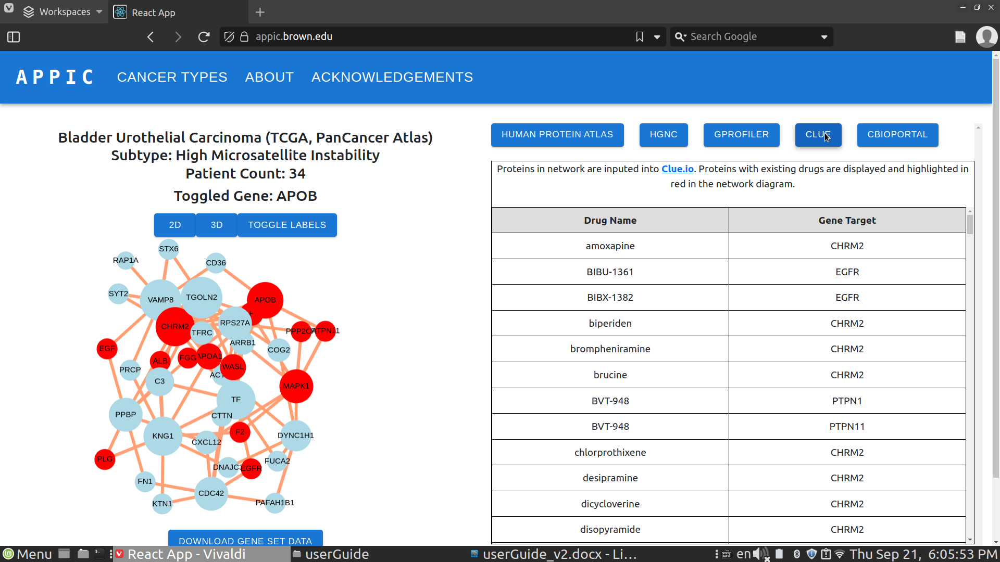 Workspaces
React App
appic.brown.edu
Search Google
APPIC
CANCER TYPES
ABOUT
ACKNOWLEDGEMENTS
Bladder Urothelial Carcinoma (TCGA, PanCancer Atlas)
Subtype: High Microsatellite Instability
Patient Count: 34
Toggled Gene: APOB
2D
3D
TOGGLE LABELS
STX6
RAP1A
CD36
SYT2
VAMP8
TGOLN2
APOB
CHRM2
TFRC
RPS27A
PTPN11
ARRB1
COG2
EGF
ALB
FGG
APOA1
WASL
PRCP
C3
MAPK1
TF
PPBP
CTTN
KNG1
F2
CXCL12
DYNC1H1
PLG
EGFR
FUCA2
FN1
CDC42
KTN1
PAFAH1B1
DOWNLOAD GENE SET DATA
HUMAN PROTEIN ATLAS
HGNC
GPROFILER
CLUE
CBIOPORTAL
Proteins in network are inputed into Clue.io. Proteins with existing drugs are displayed and highlighted in
red in the network diagram.
Drug Name Gene Target
amoxapine CHRM2
BIBU-1361 EGFR
BIBX-1382 EGFR
biperiden CHRM2
brompheniramine CHRM2
brucine CHRM2
BVT-948 PTPN1
BVT-948 PTPN11
chlorprothixene CHRM2
desipramine CHRM2
dicycloverine CHRM2
disopyramide CHRM2
Menu
React App - Vivaldi
userGuide
userGuide_v2.docx - Li...
en
Thu Sep 21, 6:05:53 PM